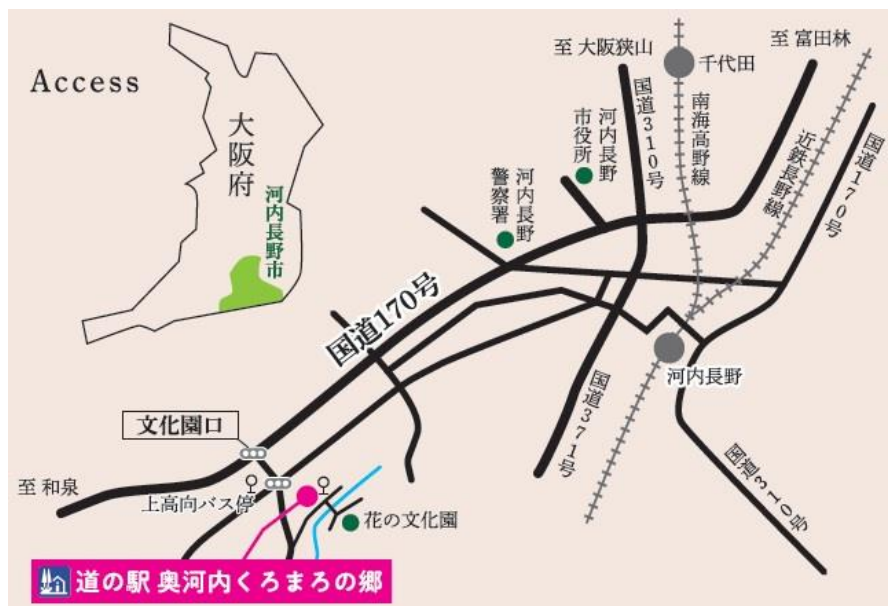 Access
大阪府
河内長野市
至 大阪狭山
千代田
至 富田林
国道310号
南海高野線
近鉄長野線
国道170号
河内長野
市役所
河内長野
警察署
国道170号
河内長野
国道371号
国道310号
文化園口
至 和泉
上高向バス停
花の文化園
道の駅 奥河内くろまろの郷